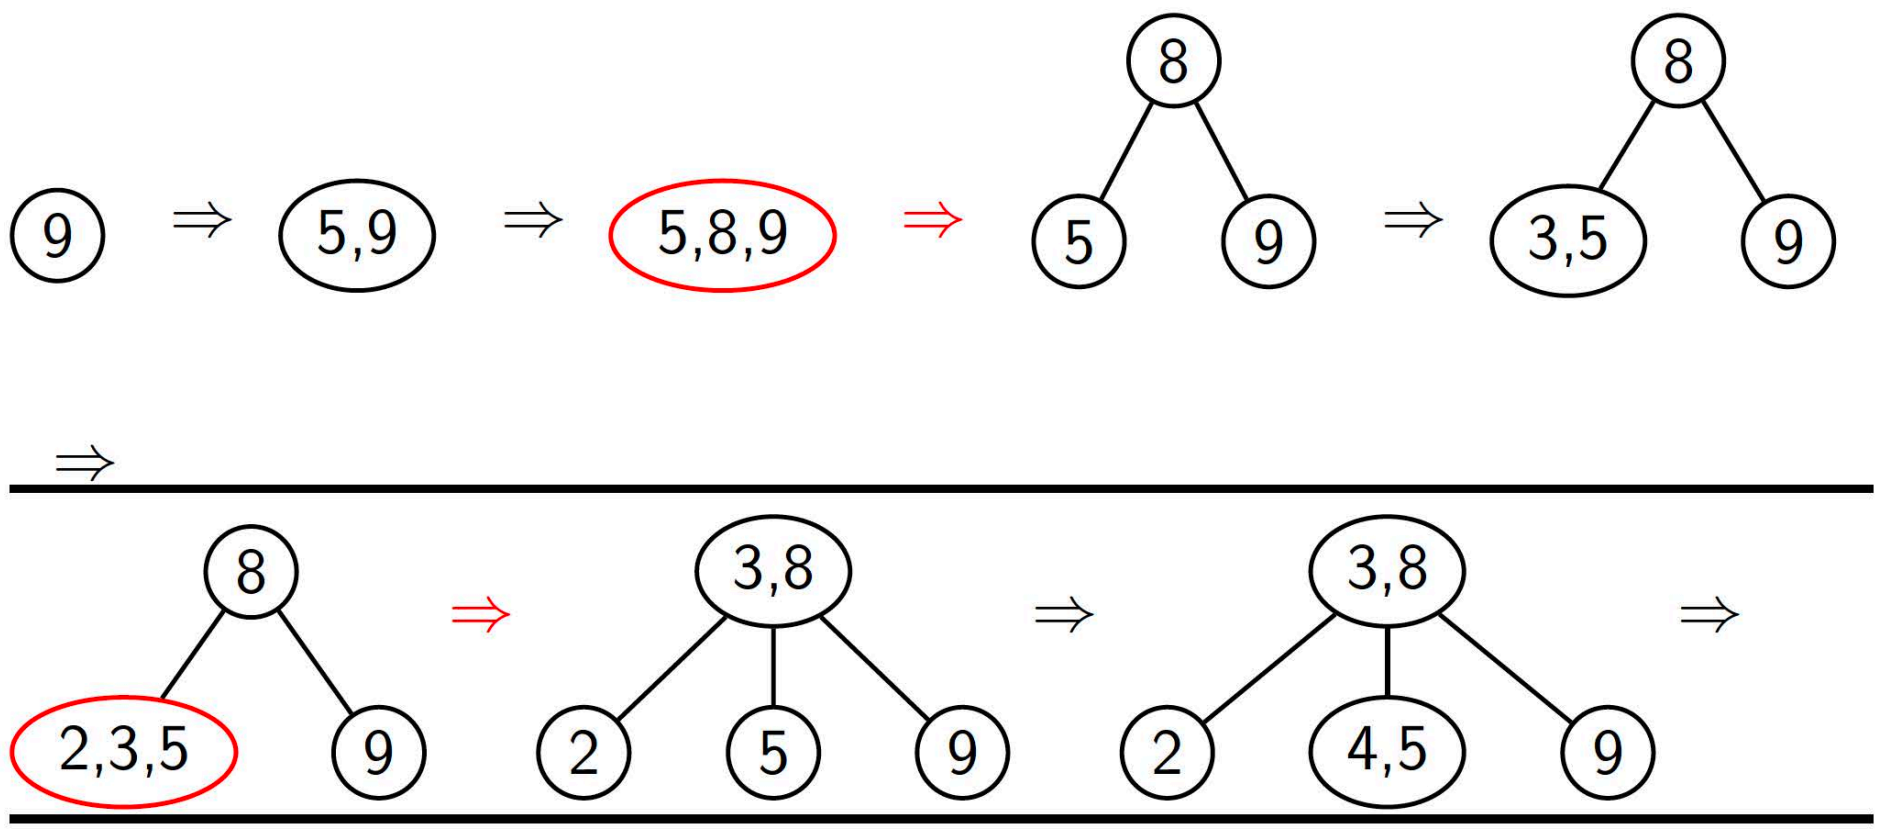 8 8
9 ⇒ 5,9 ⇒ 5,8,9 ⇒ 5 9 ⇒ 3,5 9
⇒
8 ⇒ 3,8 ⇒ 3,8 ⇒
2,3,5 9 2 5 9 2 4,5 9